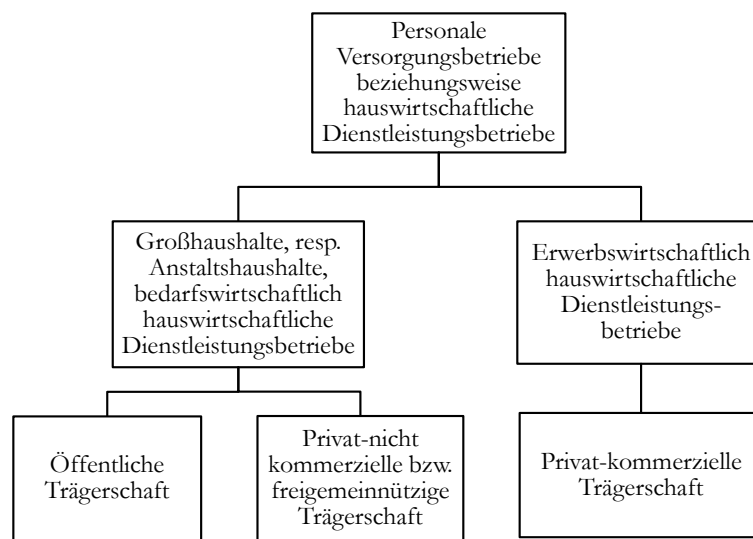 Personale
Versorgungsbetriebe
beziehungsweise
hauswirtschaftliche
Dienstleistungsbetriebe
Großhaushalte, resp.
Anstaltshaushalte,
bedarfswirtschaftlich
hauswirtschaftliche
Dienstleistungsbetriebe
Erwerbswirtschaftlich
hauswirtschaftliche
Dienstleistungs-
betriebe
Öffentliche
Trägerschaft
Privat-nicht
kommerzielle bzw.
freigemeinnützige
Trägerschaft
Privat-kommerzielle
Trägerschaft